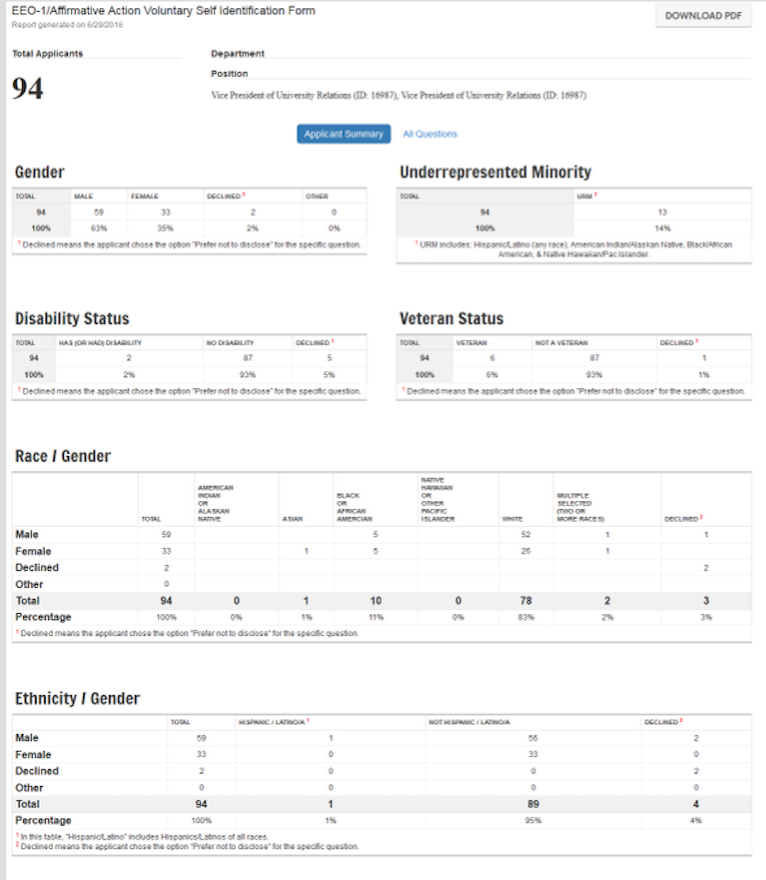 EEO-1/Affirmative Action Voluntary Self Identification Form
Report generated on 6/29/2016
DOWNLOAD PDF
Total Applicants
94
Department
Position
Vice President of University Relations (ID: 16987), Vice President of University Relations (ID: 16987)
Applicant Summary All Questions
Gender
TOTAL MALE FEMALE DECLINED 1 OTHER
94 59 33 2 0
100% 63% 35% 2% 0%
1 Declined means the applicant chose the option "Prefer not to disclose" for the specific question.
Underrepresented Minority
TOTAL URM 1
94 13
100% 14%
1 URM includes: Hispanic/Latino (any race), American Indian/Alaskan Native, Black/African
American, & Native Hawaiian/Pac Islander.
Disability Status
TOTAL HAS (OR HAD) DISABILITY NO DISABILITY DECLINED 1
94 2 87 5
100% 2% 93% 5%
1 Declined means the applicant chose the option "Prefer not to disclose" for the specific question.
Veteran Status
TOTAL VETERAN NOT A VETERAN DECLINED 1
94 6 87 1
100% 6% 93% 1%
1 Declined means the applicant chose the option "Prefer not to disclose" for the specific question.
Race / Gender
TOTAL AMERICAN INDIAN OR ALASKAN NATIVE ASIAN BLACK OR AFRICAN AMERCIAN NATIVE HAWAIIAN OR OTHER PACIFIC ISLANDER WHITE MULTIPLE SELECTED (TWO OR MORE RACES) DECLINED 2
Male 59 5 52 1 1
Female 33 1 5 26 1
Declined 2 2
Other 0
Total 94 0 1 10 0 78 2 3
Percentage 100% 0% 1% 11% 0% 83% 2% 3%
1 Declined means the applicant chose the option "Prefer not to disclose" for the specific question.
Ethnicity / Gender
TOTAL HISPANIC / LATINO/A 1 NOT HISPANIC / LATINO/A DECLINED 2
Male 59 1 56 2
Female 33 0 33 0
Declined 2 0 0 2
Other 0 0 0 0
Total 94 1 89 4
Percentage 100% 1% 95% 4%
1 In this table, "Hispanic/Latino" includes Hispanics/Latinos of all races.
2 Declined means the applicant chose the option "Prefer not to disclose" for the specific question.